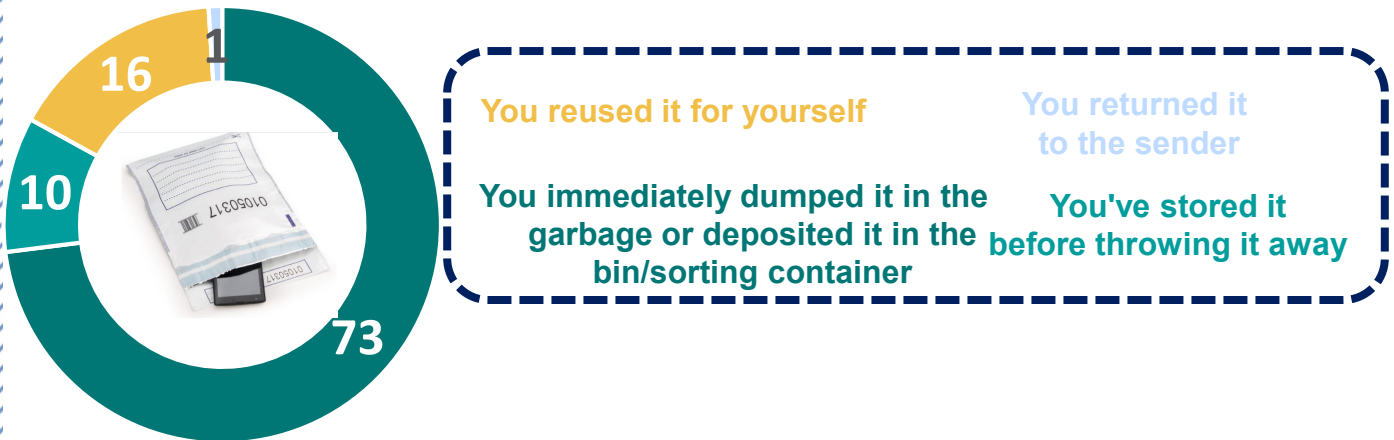 16
1
10
73
01050317
01050317
You reused it for yourself
You returned it
to the sender
You immediately dumped it in the
garbage or deposited it in the
bin/sorting container
You've stored it
before throwing it away